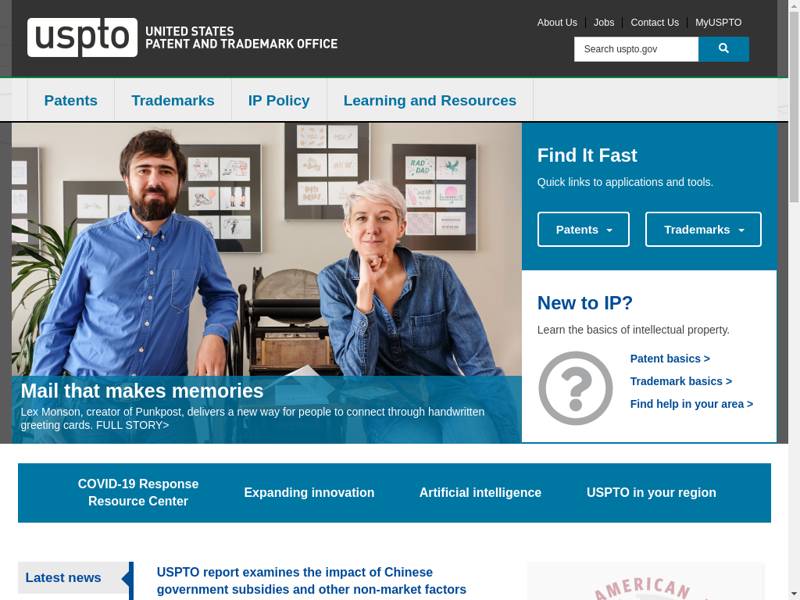 About Us
Jobs
Contact Us
MyUSPTO
uspto
UNITED STATES
PATENT AND TRADEMARK OFFICE
Search uspto.gov
Patents
Trademarks
IP Policy
Learning and Resources
RAD
DAD
Mail that makes memories
Lex Monson, creator of Punkpost, delivers a new way for people to connect through handwritten
greeting cards. FULL STORY>
Find It Fast
Quick links to applications and tools.
Patents
Trademarks
New to IP?
Learn the basics of intellectual property.
?
Patent basics >
Trademark basics >
Find help in your area >
COVID-19 Response
Resource Center
Expanding innovation
Artificial intelligence
USPTO in your region
Latest news
USPTO report examines the impact of Chinese
government subsidies and other non-market factors
AMERICAN